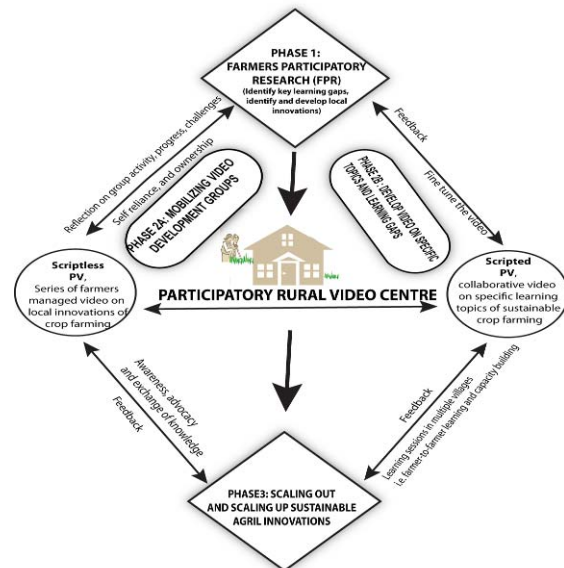 PHASE 1:
FARMERS PARTICIPATORY
RESEARCH (FPR)
(Identify key learning gaps,
identify and develop local
innovations)
Reflection on group activity, progress, challenges
Self reliance, and ownership
PHASE 2A: MOBILIZING VIDEO
DEVELOPMENT GROUPS
PHASE 2B: DEVELOP VIDEO ON SPECIFIC
TOPICS AND LEARNING GAPS
Feedback
Fine tune the video
Scriptless
PV,
Series of farmers
managed video on
local innovations of
crop farming
PARTICIPATORY RURAL VIDEO CENTRE
Scripted
PV,
collaborative video
on specific learning
topics of sustainable
crop farming
Awareness, advocacy
and exchange of knowledge
Feedback
Feedback
Learning sessions in multiple villages
i.e. farmer-to-farmer learning and capacity building
PHASE3: SCALING OUT
AND SCALING UP SUSTAINABLE
AGRIL INNOVATIONS